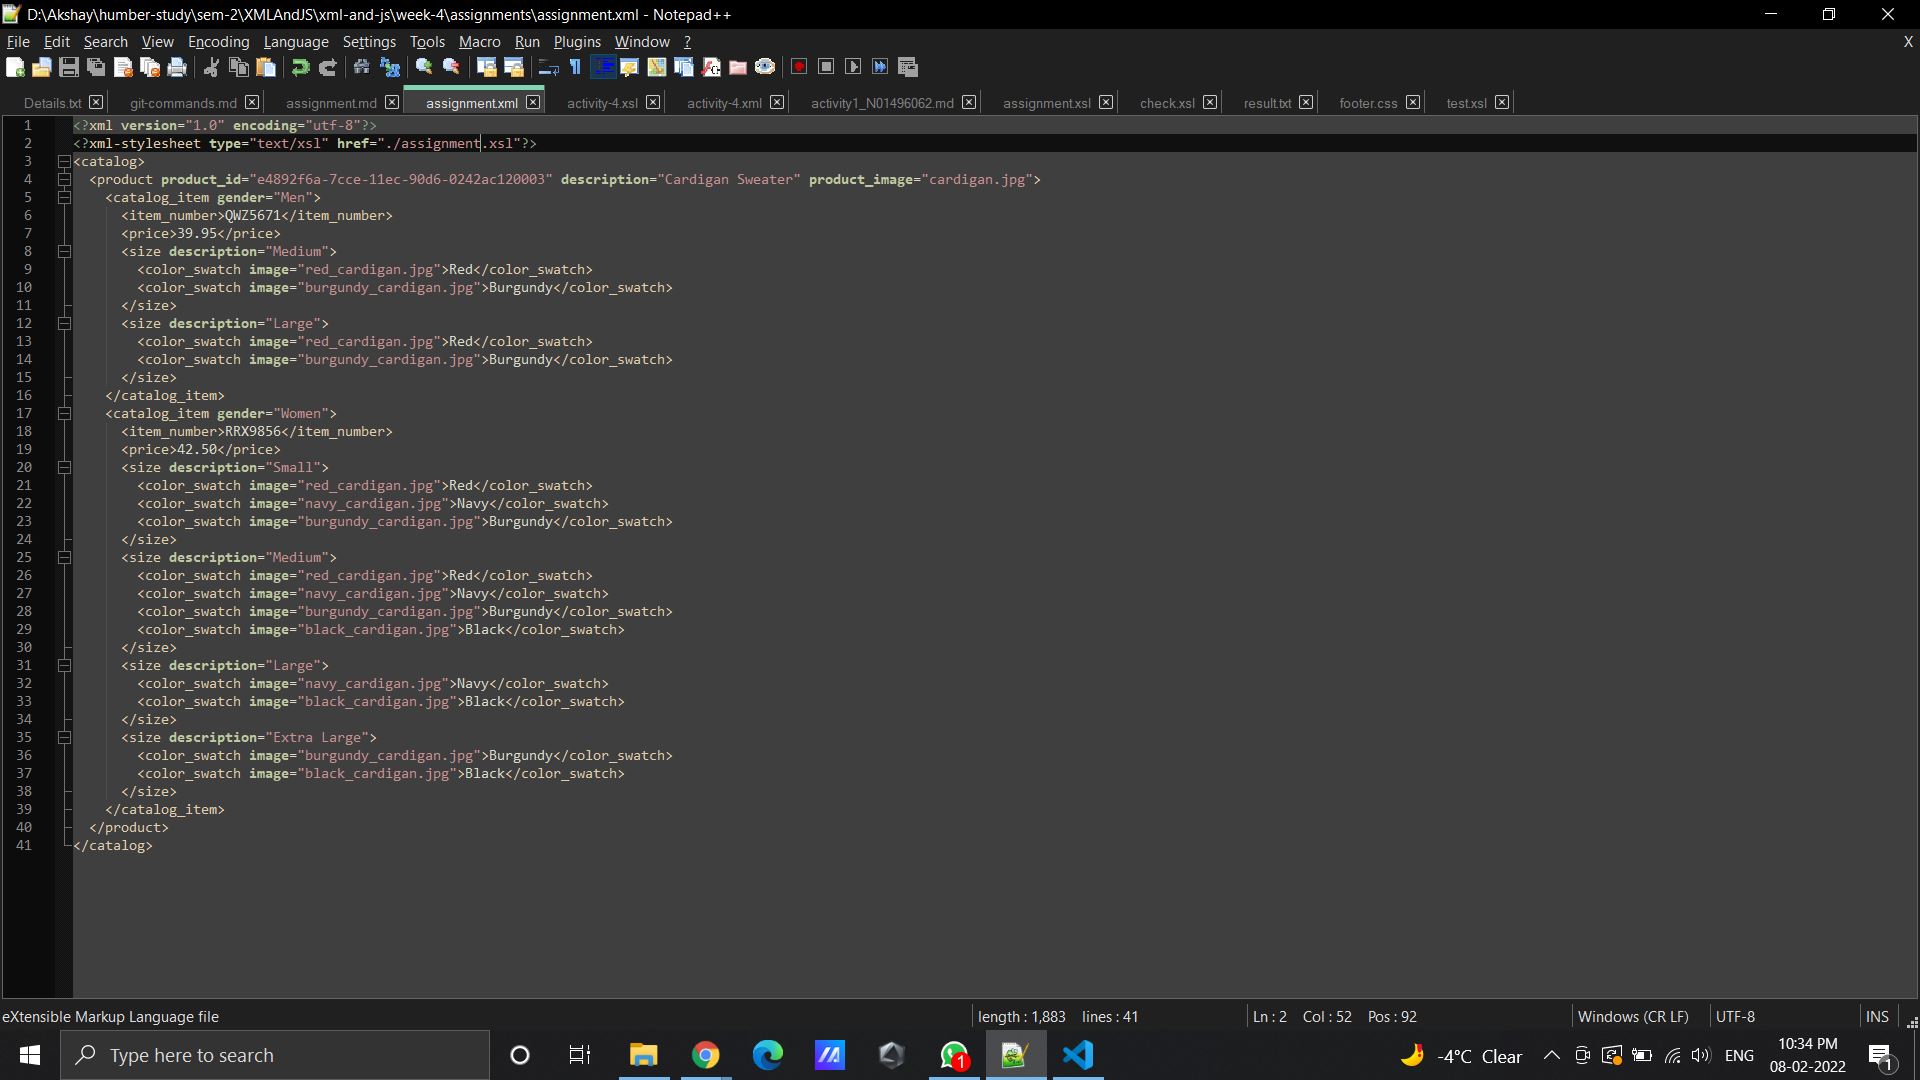 D:\Akshay\humber-study\sem-2\XMLAndJS\xml-and-js\week-4\assignments\assignment.xml - Notepad++
File Edit Search View Encoding Language Settings Tools Macro Run Plugins Window ? X
Details.txt git-commands.md assignment.md assignment.xml activity-4.xsl activity-4.xml activity1_N01496062.md assignment.xsl check.xsl result.txt footer.css test.xsl
1 <?xml version="1.0" encoding="utf-8"?>
2 <?xml-stylesheet type="text/xsl" href="./assignment.xsl"?>
3 <catalog>
4 <product product_id="e4892f6a-7cce-11ec-90d6-0242ac120003" description="Cardigan Sweater" product_image="cardigan.jpg">
5 <catalog_item gender="Men">
6 <item_number>QWZ5671</item_number>
7 <price>39.95</price>
8 <size description="Medium">
9 <color_swatch image="red_cardigan.jpg">Red</color_swatch>
10 <color_swatch image="burgundy_cardigan.jpg">Burgundy</color_swatch>
11 </size>
12 <size description="Large">
13 <color_swatch image="red_cardigan.jpg">Red</color_swatch>
14 <color_swatch image="burgundy_cardigan.jpg">Burgundy</color_swatch>
15 </size>
16 </catalog_item>
17 <catalog_item gender="Women">
18 <item_number>RRX9856</item_number>
19 <price>42.50</price>
20 <size description="Small">
21 <color_swatch image="red_cardigan.jpg">Red</color_swatch>
22 <color_swatch image="navy_cardigan.jpg">Navy</color_swatch>
23 <color_swatch image="burgundy_cardigan.jpg">Burgundy</color_swatch>
24 </size>
25 <size description="Medium">
26 <color_swatch image="red_cardigan.jpg">Red</color_swatch>
27 <color_swatch image="navy_cardigan.jpg">Navy</color_swatch>
28 <color_swatch image="burgundy_cardigan.jpg">Burgundy</color_swatch>
29 <color_swatch image="black_cardigan.jpg">Black</color_swatch>
30 </size>
31 <size description="Large">
32 <color_swatch image="navy_cardigan.jpg">Navy</color_swatch>
33 <color_swatch image="black_cardigan.jpg">Black</color_swatch>
34 </size>
35 <size description="Extra Large">
36 <color_swatch image="burgundy_cardigan.jpg">Burgundy</color_swatch>
37 <color_swatch image="black_cardigan.jpg">Black</color_swatch>
38 </size>
39 </catalog_item>
40 </product>
41 </catalog>
eXtensible Markup Language file length : 1,883 lines : 41 Ln : 2 Col : 52 Pos : 92 Windows (CR LF) UTF-8 INS
Type here to search 1 -4°C Clear ENG 10:34 PM 1
08-02-2022